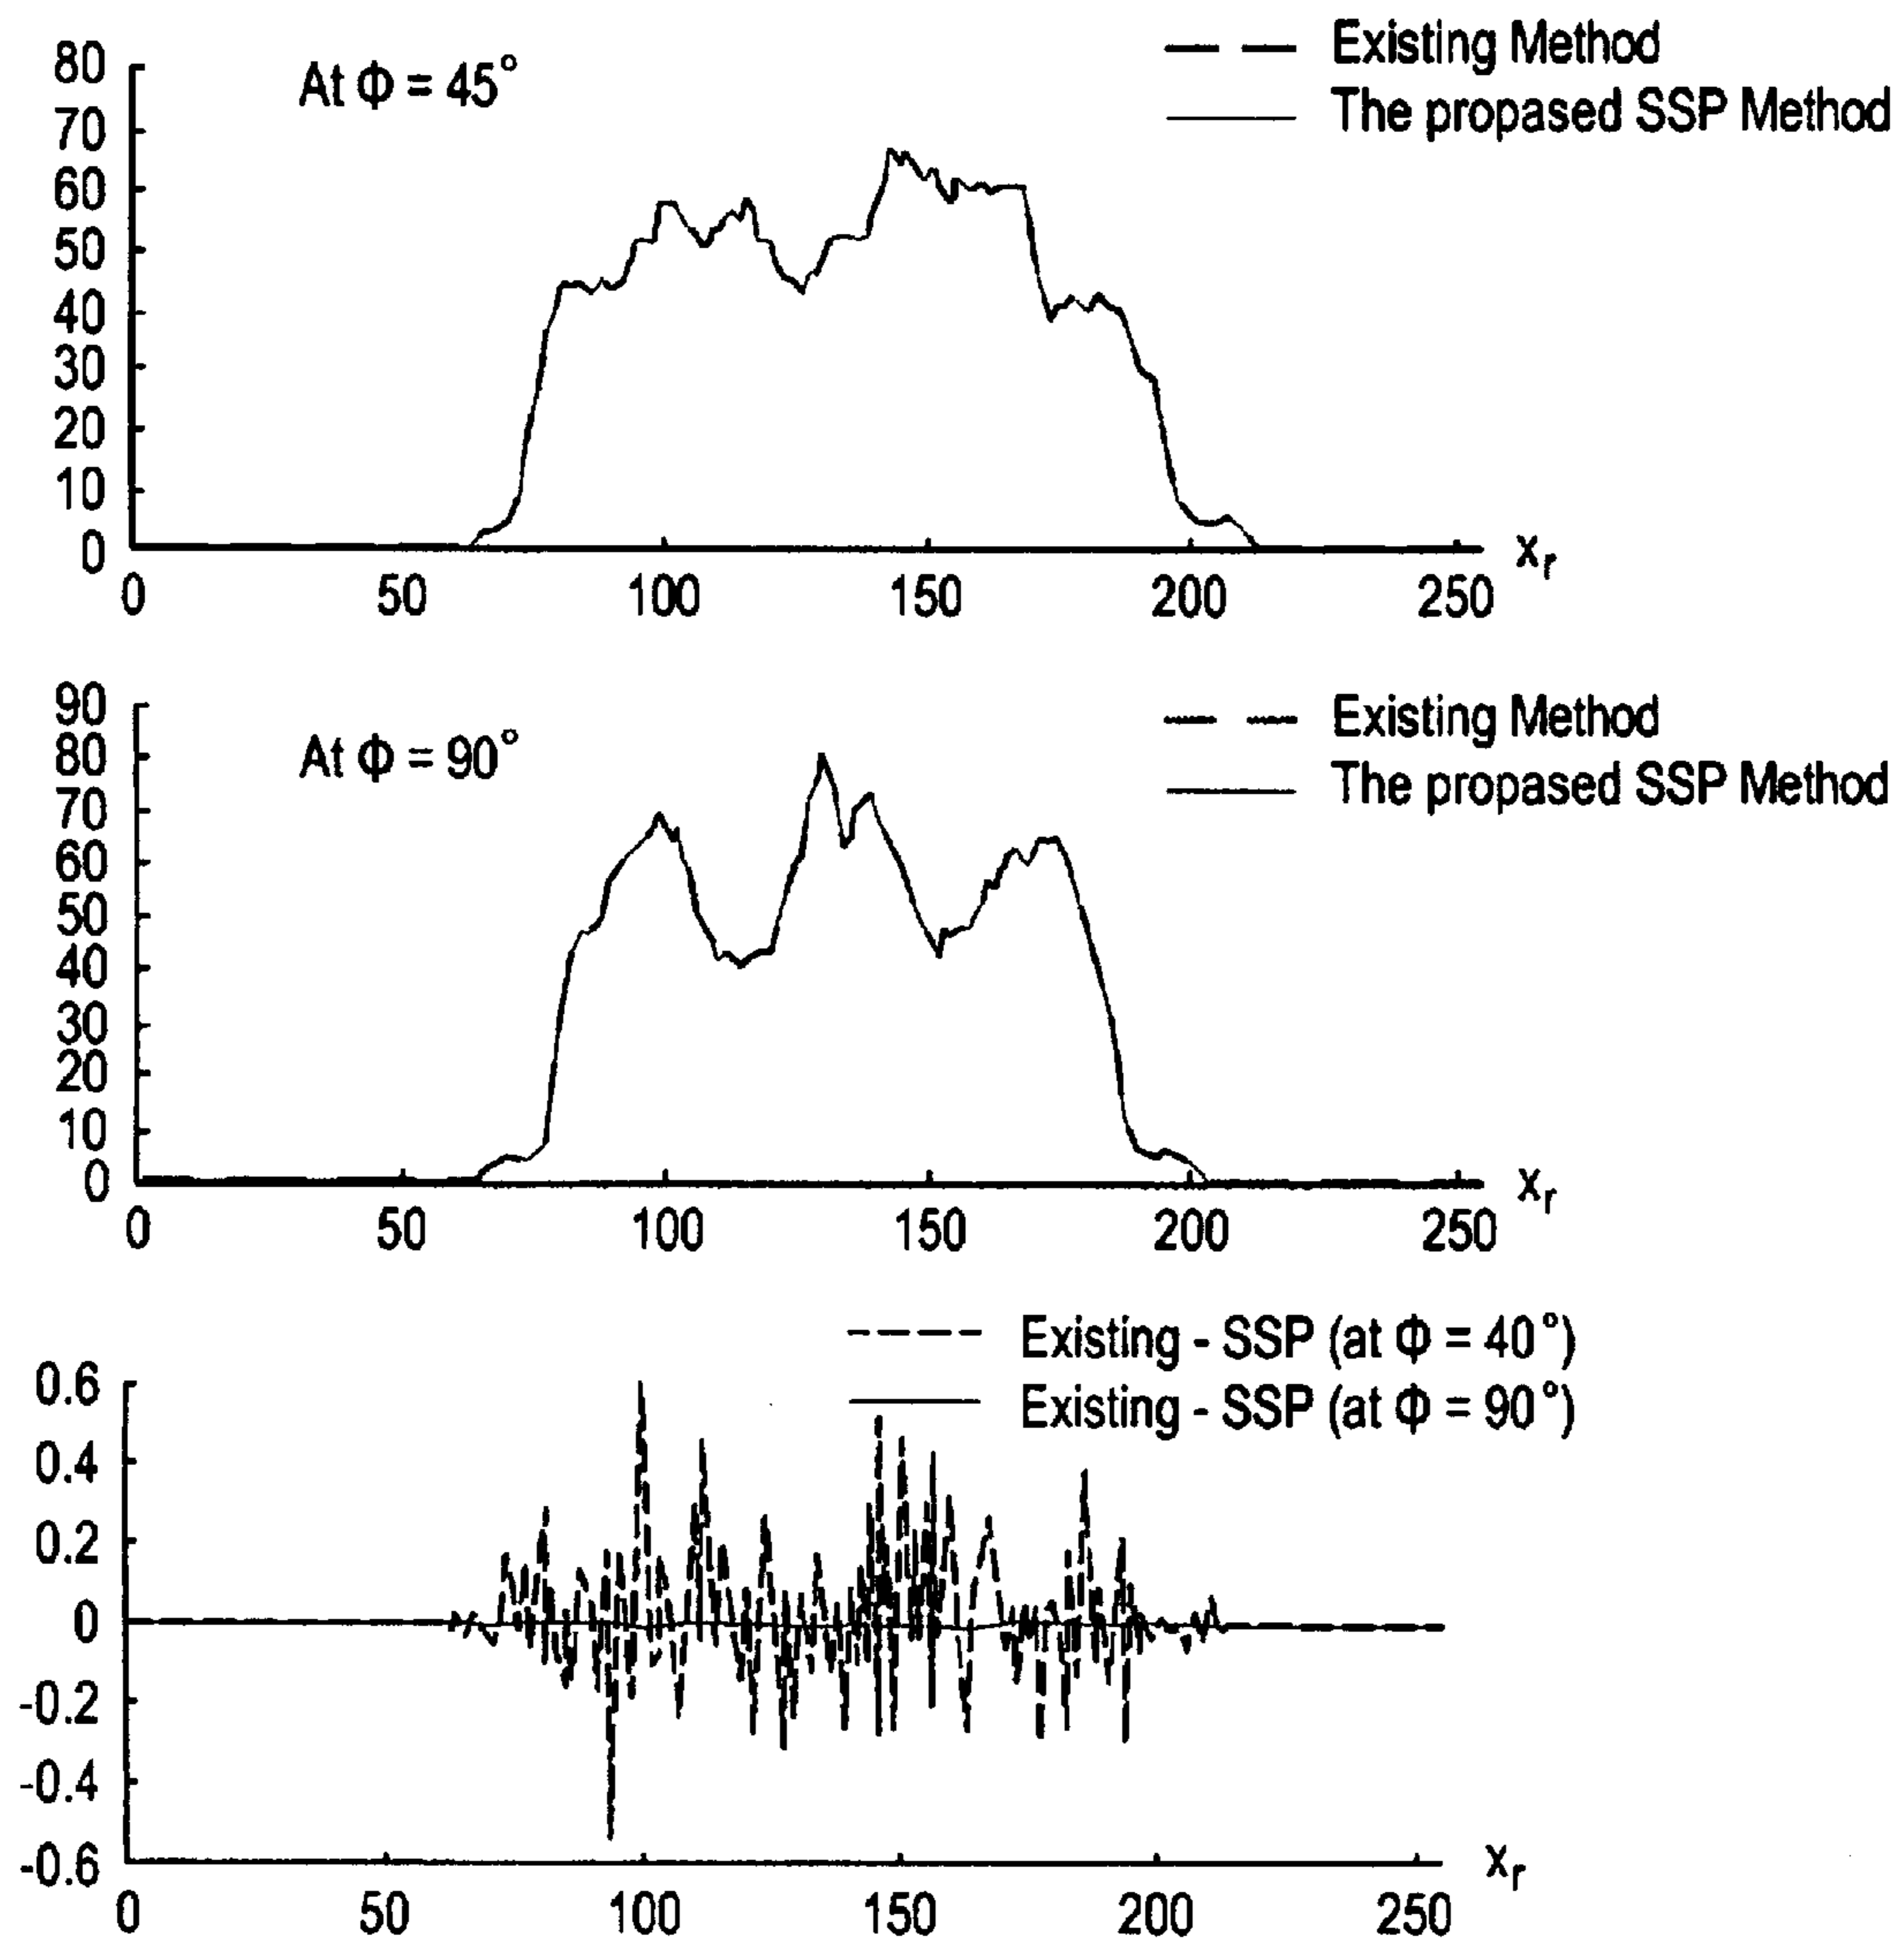 At Φ = 45°
Existing Method
The propased SSP Method
80
70
60
50
40
30
20
10
0
0 50 100 150 200 250
x_r
At Φ = 90°
Existing Method
The propased SSP Method
90
80
70
60
50
40
30
20
10
0
0 50 100 150 200 250
x_r
Existing - SSP (at Φ = 40°)
Existing - SSP (at Φ = 90°)
0.6
0.4
0.2
0
-0.2
-0.4
-0.6
0 50 100 150 200 250
x_r